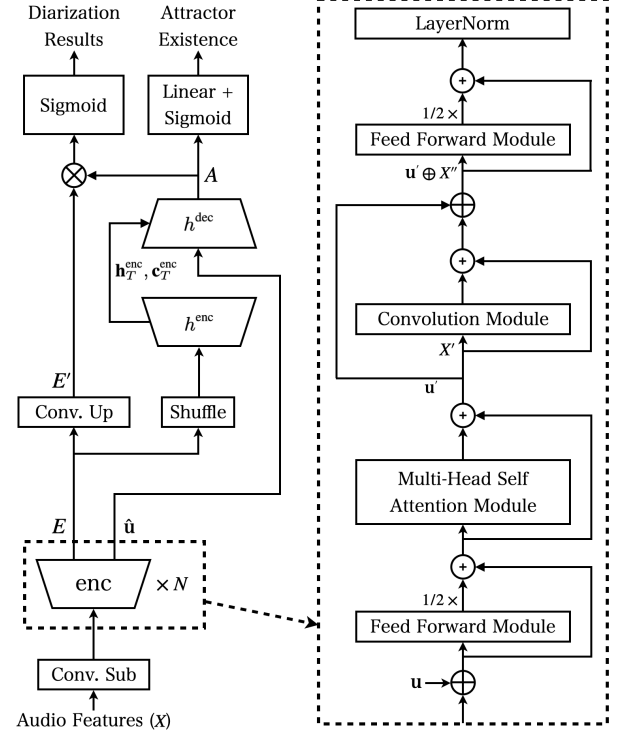 Diarization
Results
Attractor
Existence
Sigmoid
Linear +
Sigmoid
A
h^dec
h_T^enc, c_T^enc
h^enc
E′
Conv. Up
Shuffle
E
û
enc
× N
Conv. Sub
Audio Features (X)
LayerNorm
1/2 ×
Feed Forward Module
u′ ⊕ X″
Convolution Module
X′
u′
Multi-Head Self
Attention Module
1/2 ×
Feed Forward Module
u